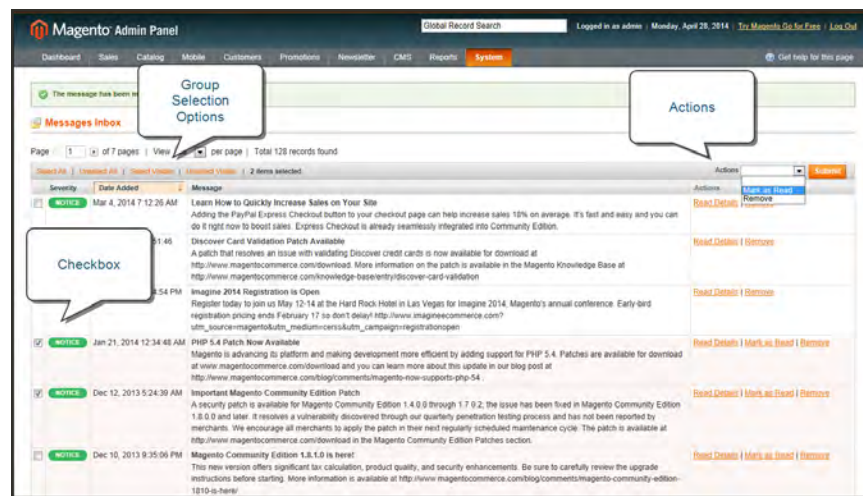 Magento Admin Panel
Global Record Search
Logged in as admin | Monday, April 28, 2014 | Try Magento Go for Free | Log Out
Dashboard Sales Catalog Mobile Customers Promotions Newsletter CMS Reports System
Get help for this page
The message has been
Group
Selection
Options
Actions
Messages Inbox
Page 1 of 7 pages | View per page | Total 128 records found
Select All | Unselect All | Select Visible | Unselect Visible | 2 items selected
Actions
Submit
Mark as Read
Remove
Severity Date Added Message Actions
NOTICE Mar 4, 2014 7:12:26 AM Learn How to Quickly Increase Sales on Your Site Read Details | Remove
Adding the PayPal Express Checkout button to your checkout page can help increase sales 18% on average. It's fast and easy and you can
do it right now to boost sales. Express Checkout is already seamlessly integrated into Community Edition.
51:46 Discover Card Validation Patch Available Read Details | Remove
A patch that resolves an issue with validating Discover credit cards is now available for download at
http://www.magentocommerce.com/download. More information on the patch is available in the Magento Knowledge Base at
http://www.magentocommerce.com/knowledge-base/entry/discover-card-validation
Checkbox
4:54 PM Imagine 2014 Registration is Open Read Details | Remove
Register today to join us May 12-14 at the Hard Rock Hotel in Las Vegas for Imagine 2014, Magento's annual conference. Early-bird
registration pricing ends February 17 so don't delay! http://www.imagineecommerce.com?
utm_source=magento&utm_medium=cerss&utm_campaign=registrationopen
NOTICE Jan 21, 2014 12:34:48 AM PHP 5.4 Patch Now Available Read Details | Mark as Read | Remove
Magento is advancing its platform and making development more efficient by adding support for PHP 5.4. Patches are available for download
at www.magentocommerce.com/download and you can learn more about this update in our blog post at
http://www.magentocommerce.com/blog/comments/magento-now-supports-php-54 .
NOTICE Dec 12, 2013 5:24:39 AM Important Magento Community Edition Patch Read Details | Mark as Read | Remove
A security patch is available for Magento Community Edition 1.4.0.0 through 1.7.0.2; the issue has been fixed in Magento Community Edition
1.8.0.0 and later. It resolves a vulnerability discovered through our quarterly penetration testing process and has not been reported by
merchants. We encourage all merchants to apply the patch in their next regularly scheduled maintenance cycle. The patch is available at
http://www.magentocommerce.com/download in the Magento Community Edition Patches section.
NOTICE Dec 10, 2013 9:35:06 PM Magento Community Edition 1.8.1.0 is here! Read Details | Mark as Read | Remove
This new version offers significant tax calculation, product quality, and security enhancements. Be sure to carefully review the upgrade
instructions before starting. More information is available at http://www.magentocommerce.com/blog/comments/magento-community-edition-
1810-is-here/